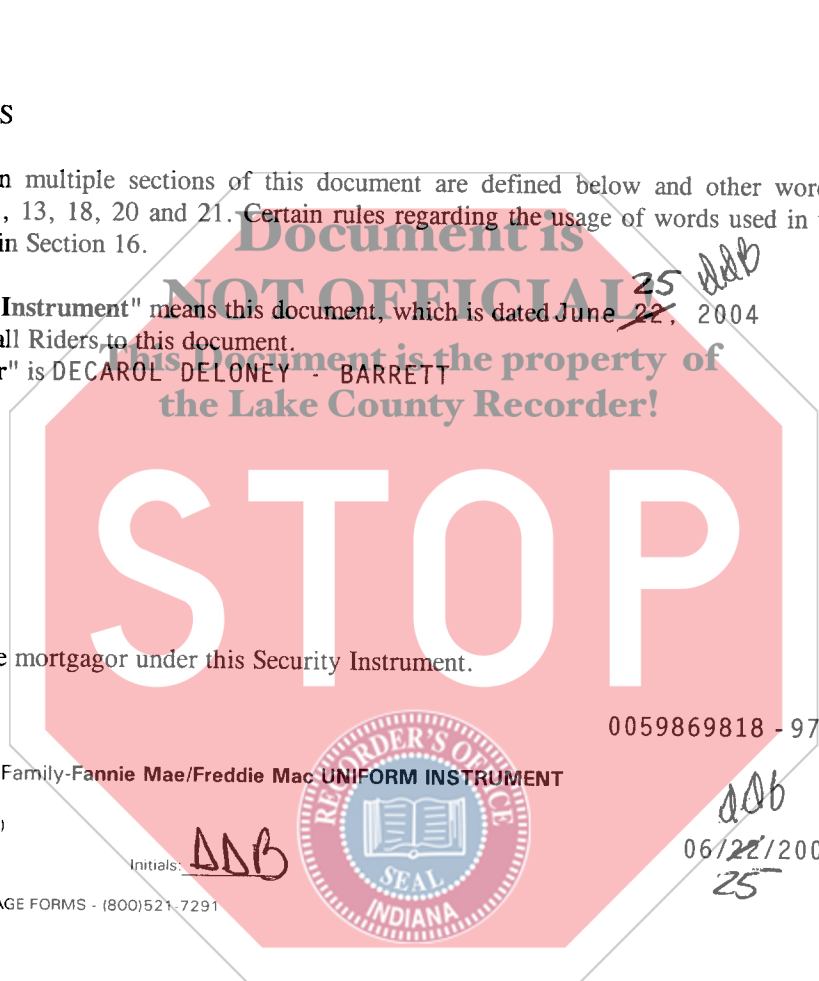 S
n multiple sections of this document are defined below and other word
, 13, 18, 20 and 21. Certain rules regarding the usage of words used in
in Section 16.
Document is
NOT OFFICIAL!
This Document is the property of
the Lake County Recorder!
25 DDB
Instrument" means this document, which is dated June 22, 2004
all Riders to this document.
r" is DECAROL DELONEY - BARRETT
STOP
e mortgagor under this Security Instrument.
0059869818 - 97
Family-Fannie Mae/Freddie Mac UNIFORM INSTRUMENT
RECORDER'S OFFICE
SEAL
INDIANA
)
DDB
Initials: DDB
06/22/200
25
AGE FORMS - (800)521-7291